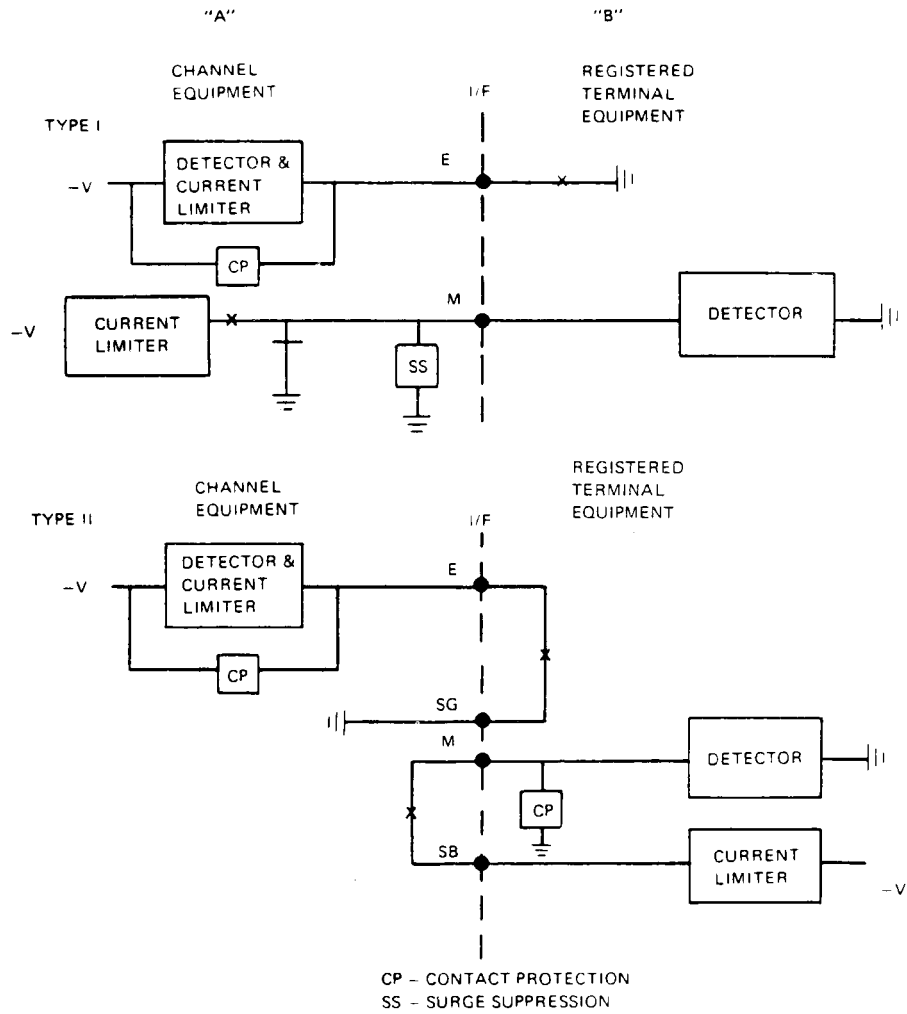 "A"
"B"
CHANNEL
EQUIPMENT
REGISTERED
TERMINAL
EQUIPMENT
I/F
TYPE I
E
-V
DETECTOR &
CURRENT
LIMITER
CP
M
-V
CURRENT
LIMITER
SS
DETECTOR
CHANNEL
EQUIPMENT
REGISTERED
TERMINAL
EQUIPMENT
I/F
TYPE II
E
-V
DETECTOR &
CURRENT
LIMITER
CP
SG
M
DETECTOR
CP
SB
CURRENT
LIMITER
-V
CP - CONTACT PROTECTION
SS - SURGE SUPPRESSION